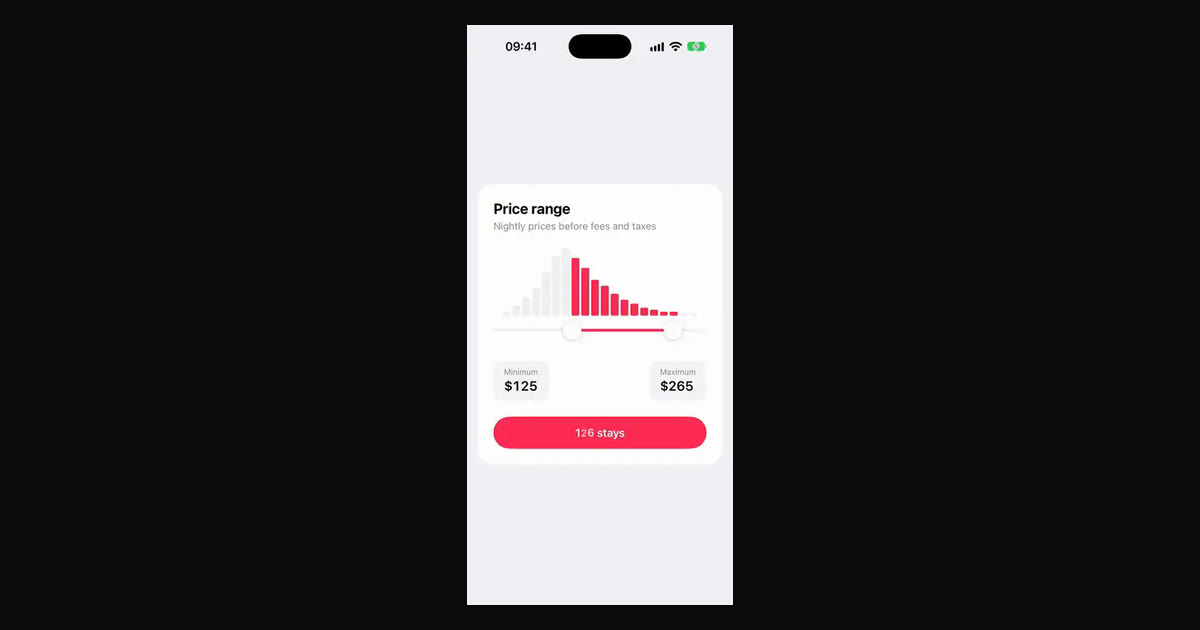 09:41
Price range
Nightly prices before fees and taxes
Minimum
$125
Maximum
$265
126 stays